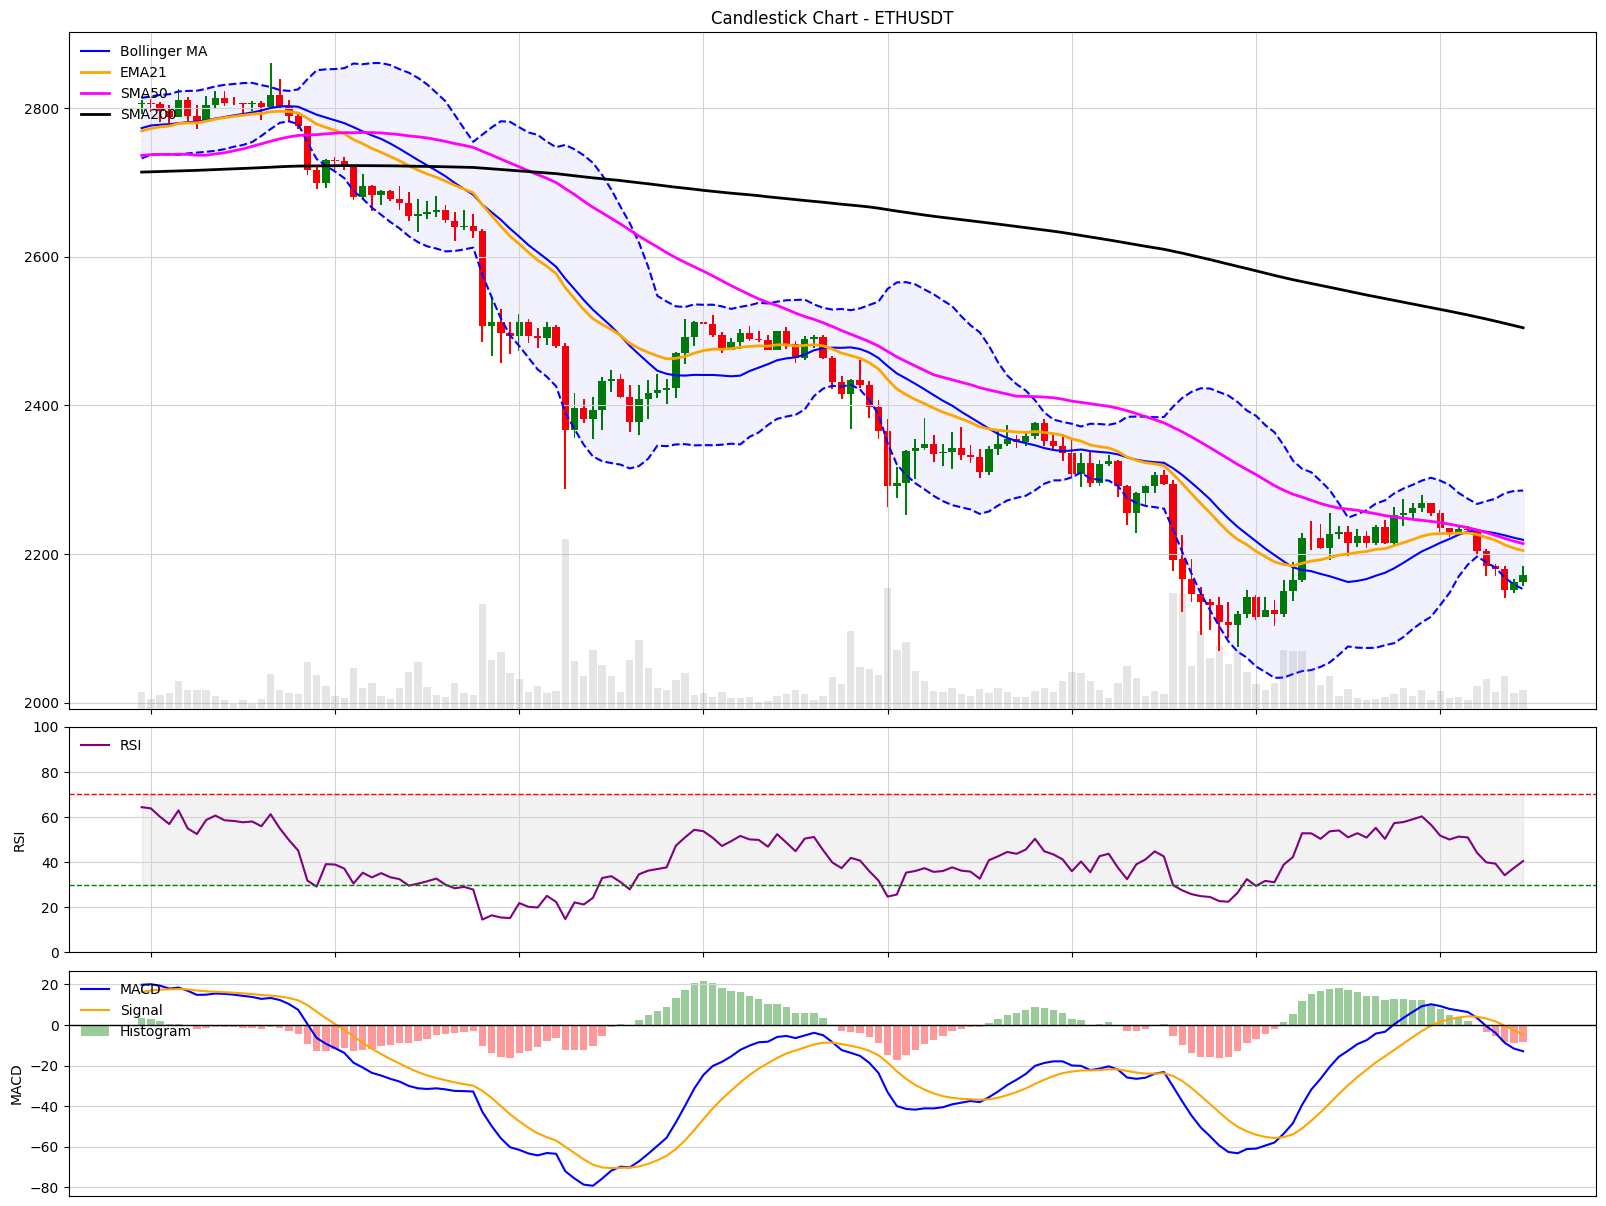 Candlestick Chart - ETHUSDT
Bollinger MA
EMA21
SMA50
SMA200
2800
2600
2400
2200
2000
RSI
RSI
100
80
60
40
20
0
MACD
Signal
Histogram
MACD
20
0
−20
−40
−60
−80